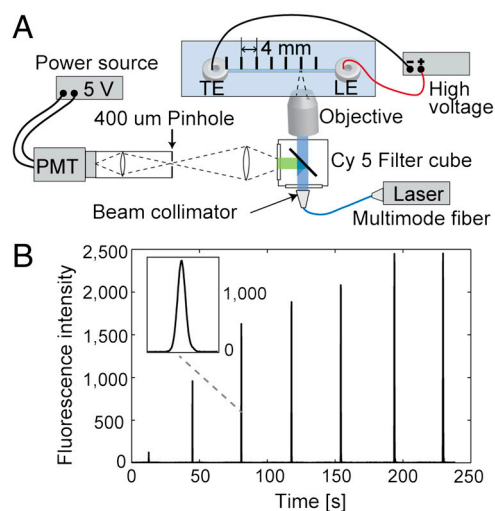 A
4 mm
Power source
5 V
TE
LE
- +
High
voltage
400 um Pinhole
Objective
PMT
Cy 5 Filter cube
Beam collimator
Laser
Multimode fiber
B
Fluorescence intensity
2,500
2,000
1,500
1,000
500
0
1,000
0
0
50
100
150
200
250
Time [s]